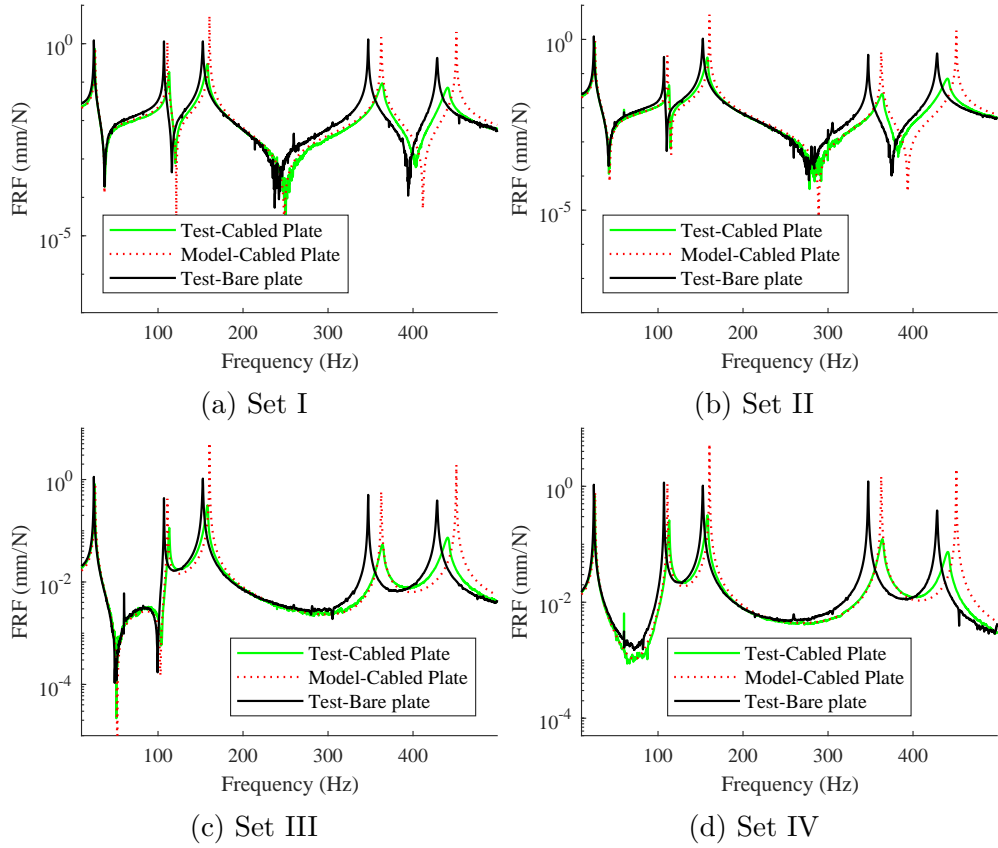 10^0
10^-5
FRF (mm/N)
Test-Cabled Plate
Model-Cabled Plate
Test-Bare plate
100 200 300 400
Frequency (Hz)
(a) Set I
10^0
10^-5
FRF (mm/N)
Test-Cabled Plate
Model-Cabled Plate
Test-Bare plate
100 200 300 400
Frequency (Hz)
(b) Set II
10^0
10^-2
10^-4
FRF (mm/N)
Test-Cabled Plate
Model-Cabled Plate
Test-Bare plate
100 200 300 400
Frequency (Hz)
(c) Set III
10^0
10^-2
10^-4
FRF (mm/N)
Test-Cabled Plate
Model-Cabled Plate
Test-Bare plate
100 200 300 400
Frequency (Hz)
(d) Set IV